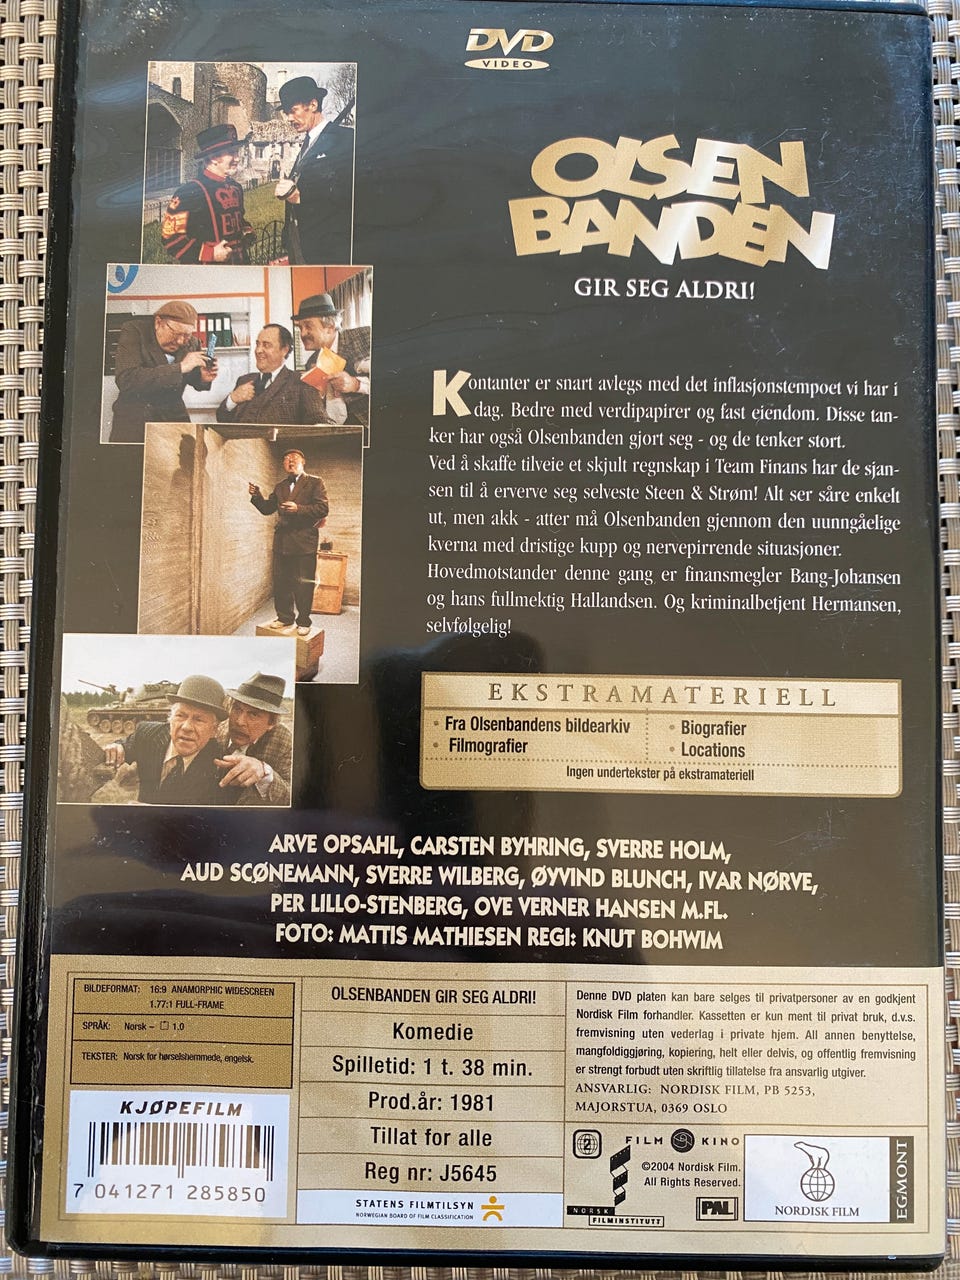 DVD
VIDEO
OLSEN
BANDEN
GIR SEG ALDRI!
Kontanter er snart avlegs med det inflasjonstempoet vi har i
dag. Bedre med verdipapirer og fast eiendom. Disse tan-
ker har også Olsenbanden gjort seg - og de tenker stort.
Ved å skaffe tilveie et skjult regnskap i Team Finans har de sjan-
sen til å erverve seg selveste Steen & Strøm! Alt ser såre enkelt
ut, men akk - atter må Olsenbanden gjennom den uunngåelige
kverna med dristige kupp og nervepirrende situasjoner.
Hovedmotstander denne gang er finansmegler Bang-Johansen
og hans fullmektig Hallandsen. Og kriminalbetjent Hermansen,
selvfølgelig!
EKSTRAMATERIELL
• Fra Olsenbandens bildearkiv
• Filmografier
• Biografier
• Locations
Ingen undertekster på ekstramateriell
ARVE OPSAHL, CARSTEN BYHRING, SVERRE HOLM,
AUD SCØNEMANN, SVERRE WILBERG, ØYVIND BLUNCH, IVAR NØRVE,
PER LILLO-STENBERG, OVE VERNER HANSEN M.FL.
FOTO: MATTIS MATHIESEN REGI: KNUT BOHWIM
BILDEFORMAT: 16:9 ANAMORPHIC WIDESCREEN
1.77:1 FULL-FRAME
SPRÅK: Norsk – 1.0
TEKSTER: Norsk for hørselshemmede, engelsk.
KJØPEFILM
7 041271 285850
OLSENBANDEN GIR SEG ALDRI!
Komedie
Spilletid: 1 t. 38 min.
Prod.år: 1981
Tillat for alle
Reg nr: J5645
STATENS FILMTILSYN
NORWEGIAN BOARD OF FILM CLASSIFICATION
Denne DVD platen kan bare selges til privatpersoner av en godkjent
Nordisk Film forhandler. Kassetten er kun ment til privat bruk, d.v.s.
fremvisning uten vederlag i private hjem. All annen benyttelse,
mangfoldiggjøring, kopiering, helt eller delvis, og offentlig fremvisning
er strengt forbudt uten skriftlig tillatelse fra ansvarlig utgiver.
ANSVARLIG: NORDISK FILM, PB 5253,
MAJORSTUA, 0369 OSLO
2
FILM KINO
©2004 Nordisk Film.
All Rights Reserved.
NORSK
FILMINSTITUTT
PAL
NORDISK FILM
EGMONT